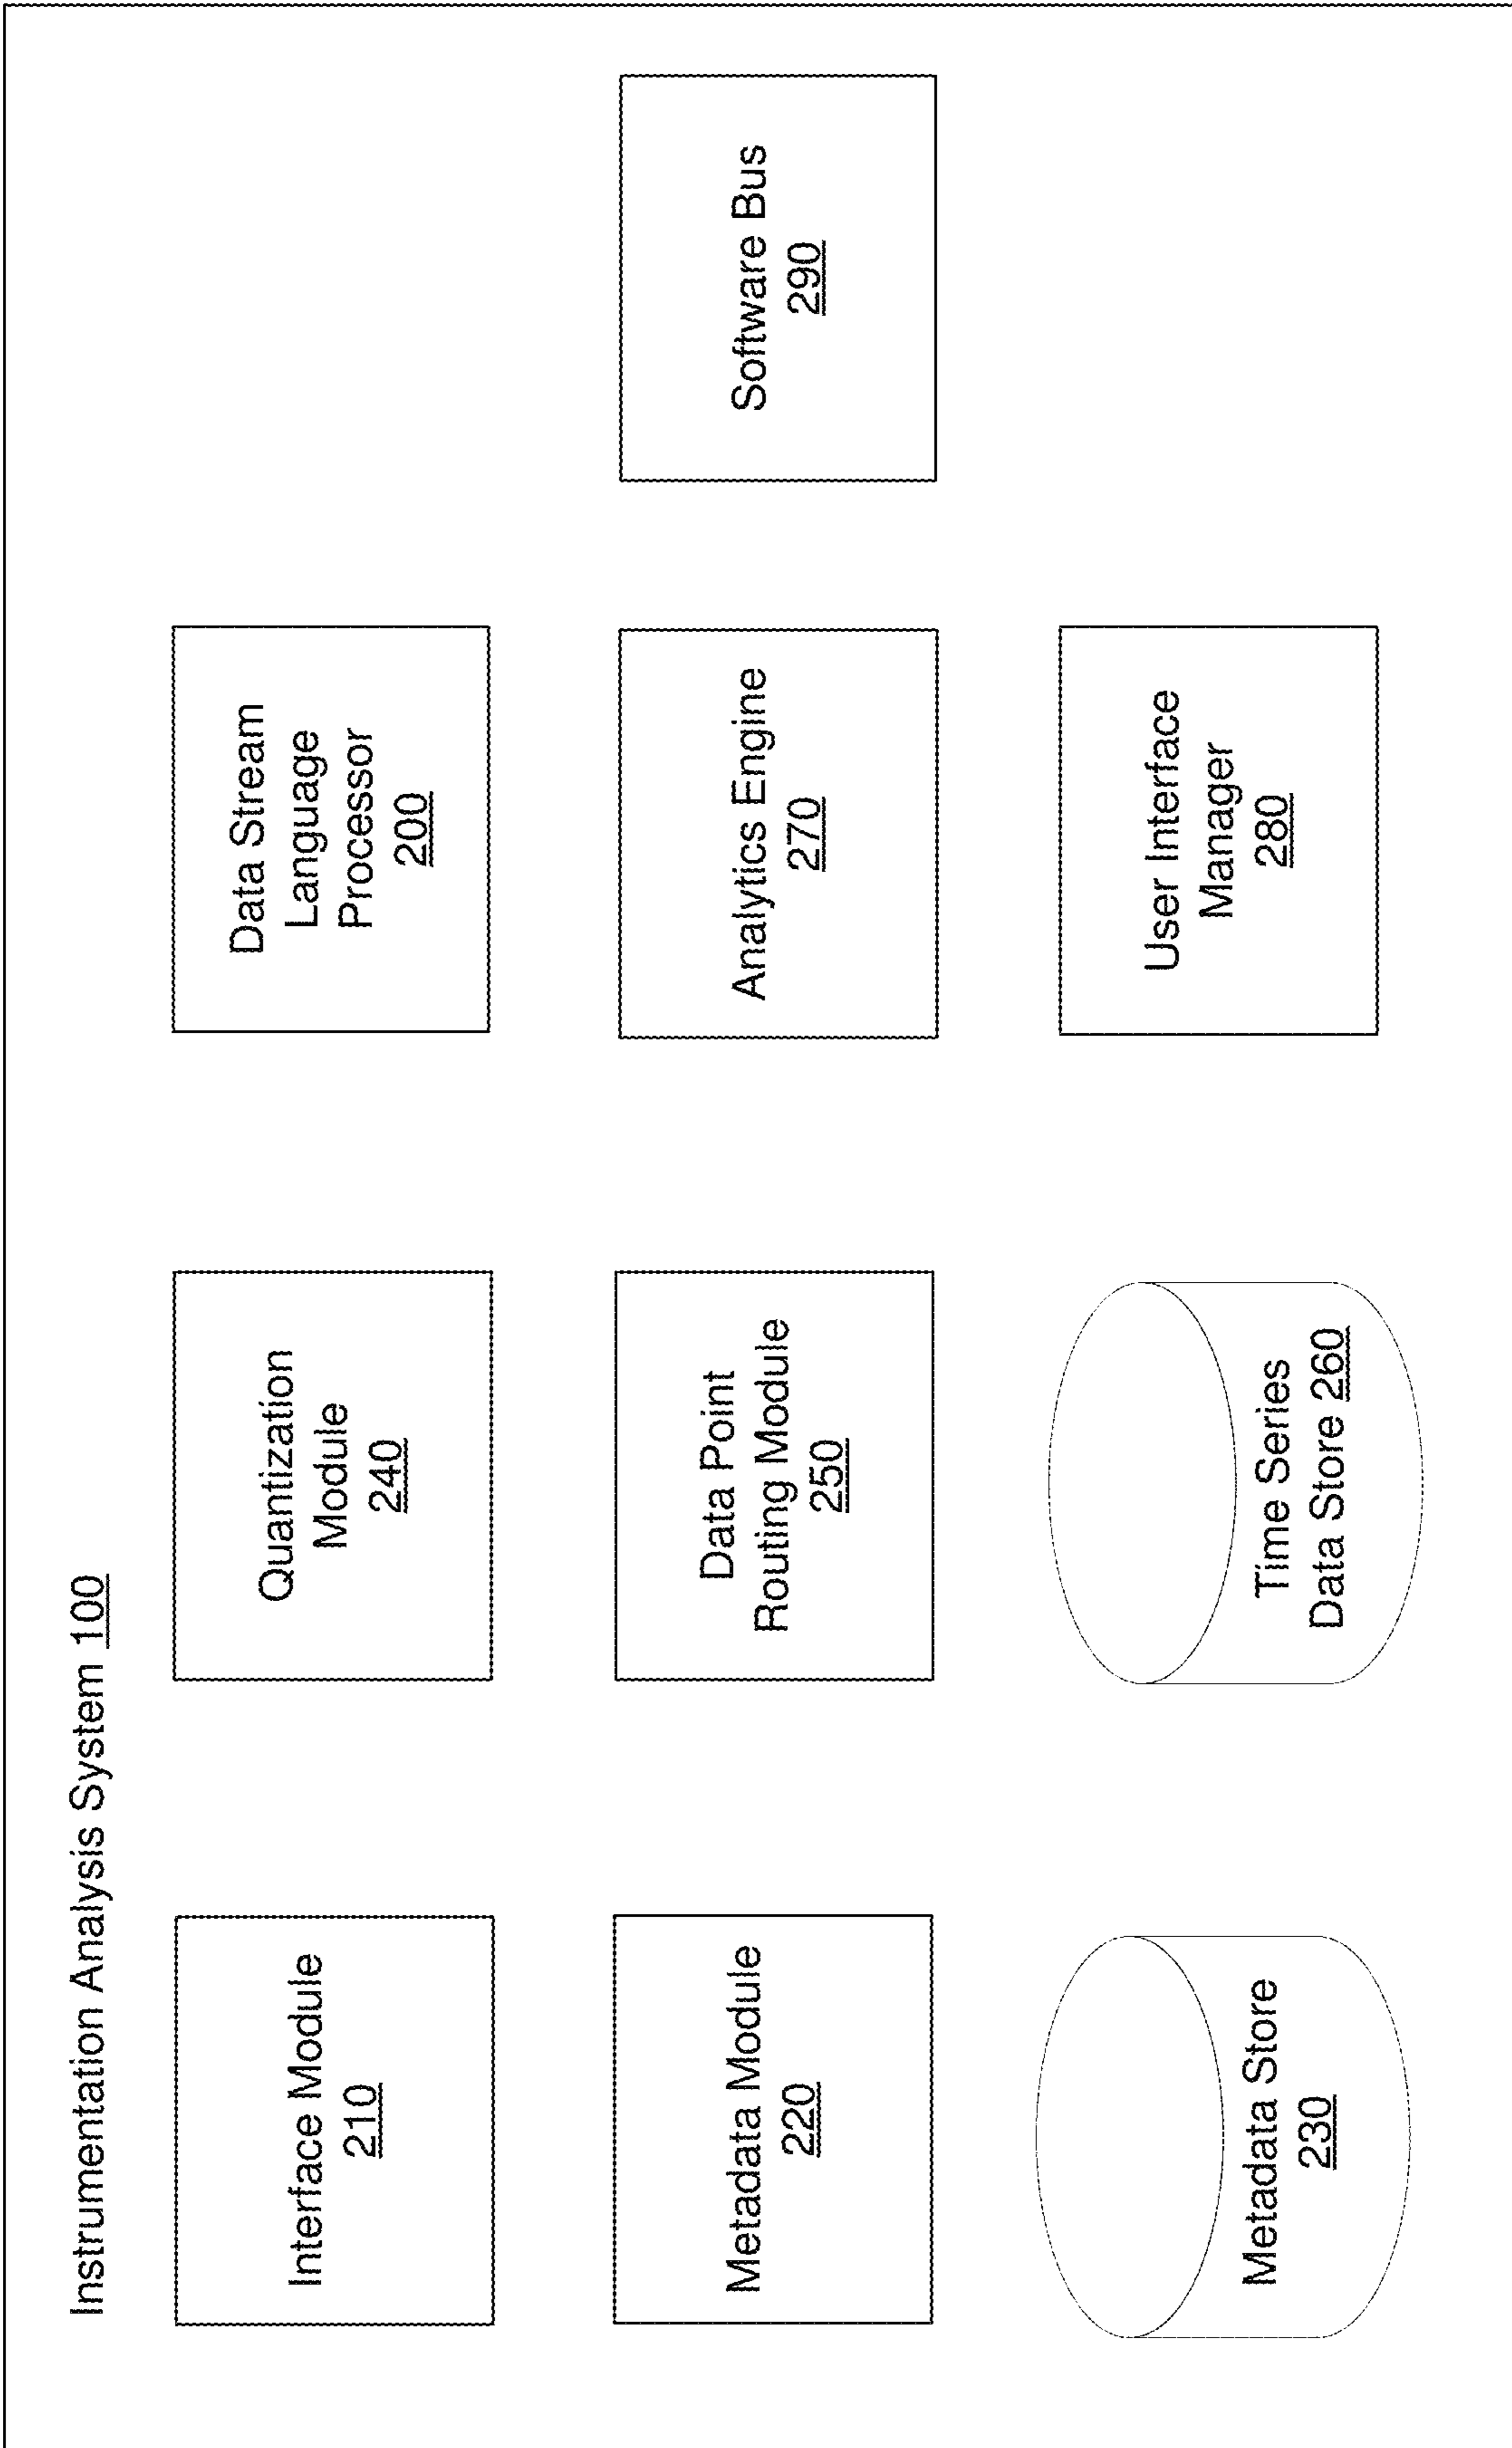 Instrumentation Analysis System 100
Interface Module
210
Quantization
Module
240
Data Stream
Language
Processor
200
Metadata Module
220
Data Point
Routing Module
250
Analytics Engine
270
Software Bus
290
Metadata Store
230
Time Series
Data Store 260
User Interface
Manager
280